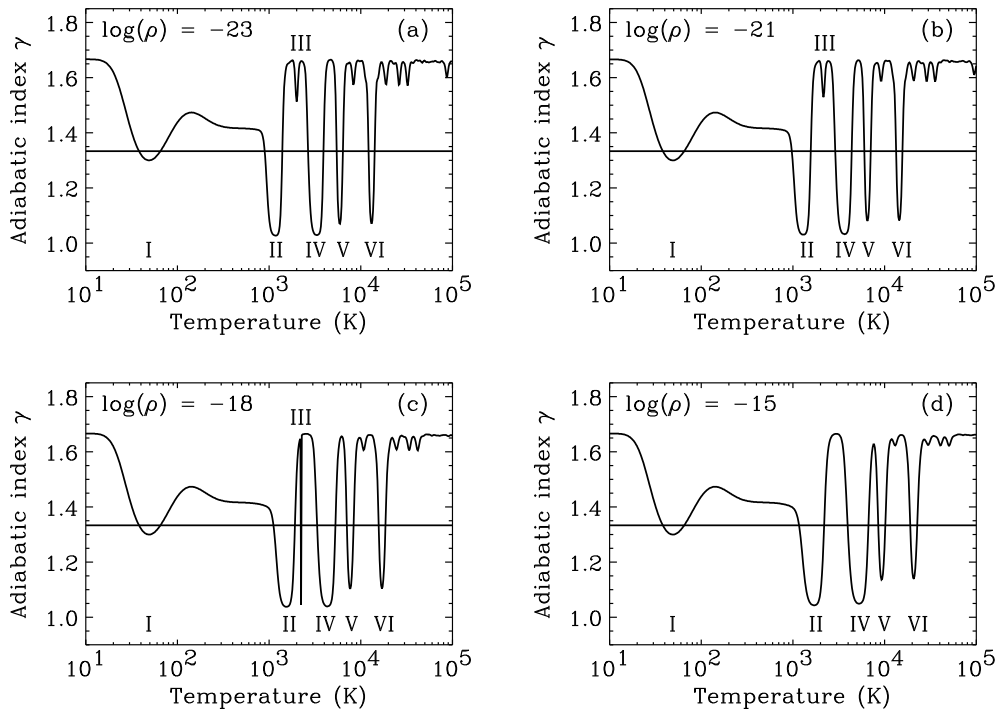 log(ρ) = −23
(a)
III
Adiabatic index γ
1.8
1.6
1.4
1.2
1.0
I
II
IV
V
VI
10^1
10^2
10^3
10^4
10^5
Temperature (K)
log(ρ) = −21
(b)
III
Adiabatic index γ
1.8
1.6
1.4
1.2
1.0
I
II
IV
V
VI
10^1
10^2
10^3
10^4
10^5
Temperature (K)
log(ρ) = −18
(c)
III
Adiabatic index γ
1.8
1.6
1.4
1.2
1.0
I
II
IV
V
VI
10^1
10^2
10^3
10^4
10^5
Temperature (K)
log(ρ) = −15
(d)
Adiabatic index γ
1.8
1.6
1.4
1.2
1.0
I
II
IV
V
VI
10^1
10^2
10^3
10^4
10^5
Temperature (K)